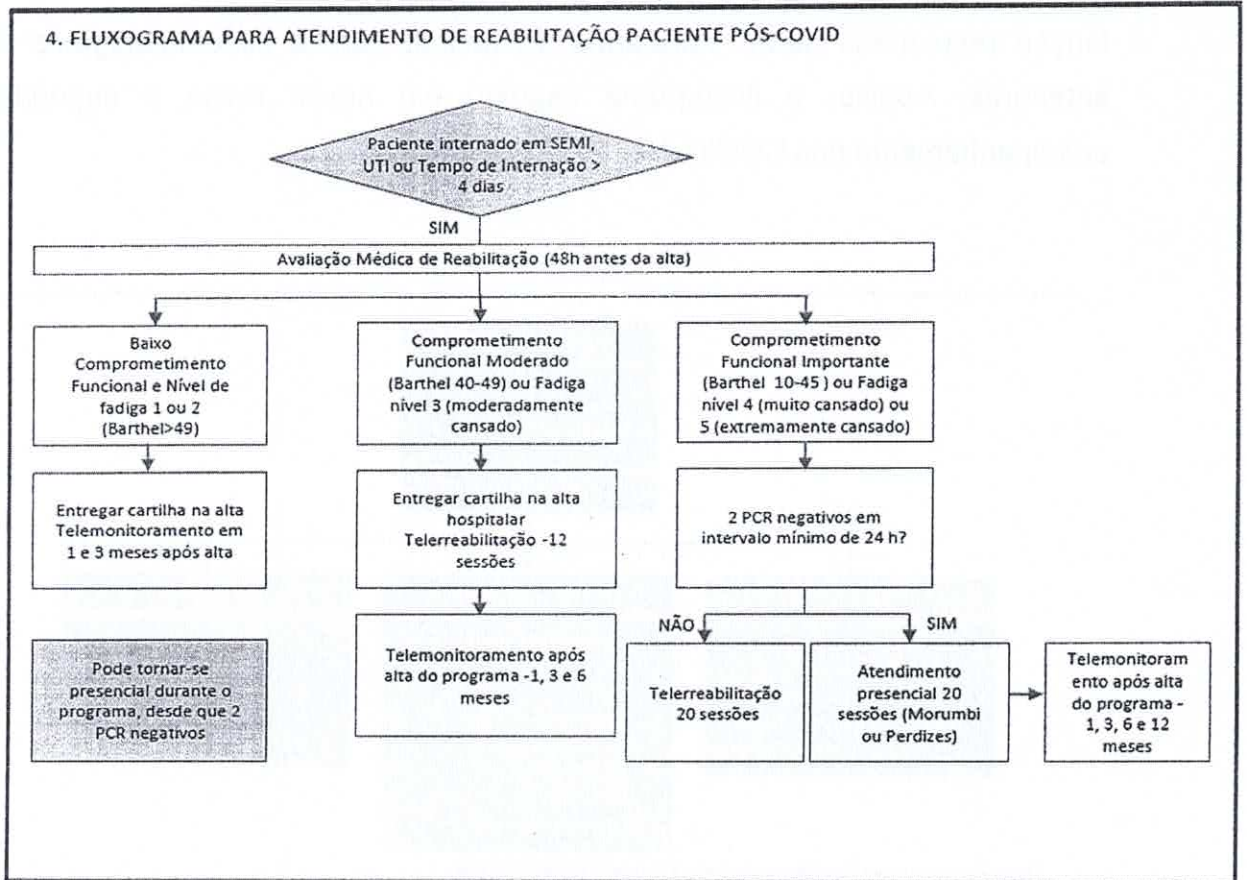 4. FLUXOGRAMA PARA ATENDIMENTO DE REABILITAÇÃO PACIENTE PÓS-COVID
Paciente internado em SEMI,
UTI ou Tempo de Internação >
4 dias
SIM
Avaliação Médica de Reabilitação (48h antes da alta)
Baixo
Comprometimento
Funcional e Nível de
fadiga 1 ou 2
(Barthel>49)
Comprometimento
Funcional Moderado
(Barthel 40-49) ou Fadiga
nível 3 (moderadamente
cansado)
Comprometimento
Funcional Importante
(Barthel 10-45 ) ou Fadiga
nível 4 (muito cansado) ou
5 (extremamente cansado)
Entregar cartilha na alta
Telemonitoramento em
1 e 3 meses após alta
Entregar cartilha na alta
hospitalar
Telerreabilitação -12
sessões
2 PCR negativos em
intervalo mínimo de 24 h?
NÃO
SIM
Pode tornar-se
presencial durante o
programa, desde que 2
PCR negativos
Telemonitoramento após
alta do programa -1, 3 e 6
meses
Telerreabilitação
20 sessões
Atendimento
presencial 20
sessões (Morumbi
ou Perdizes)
Telemonitoram
ento após alta
do programa -
1, 3, 6 e 12
meses